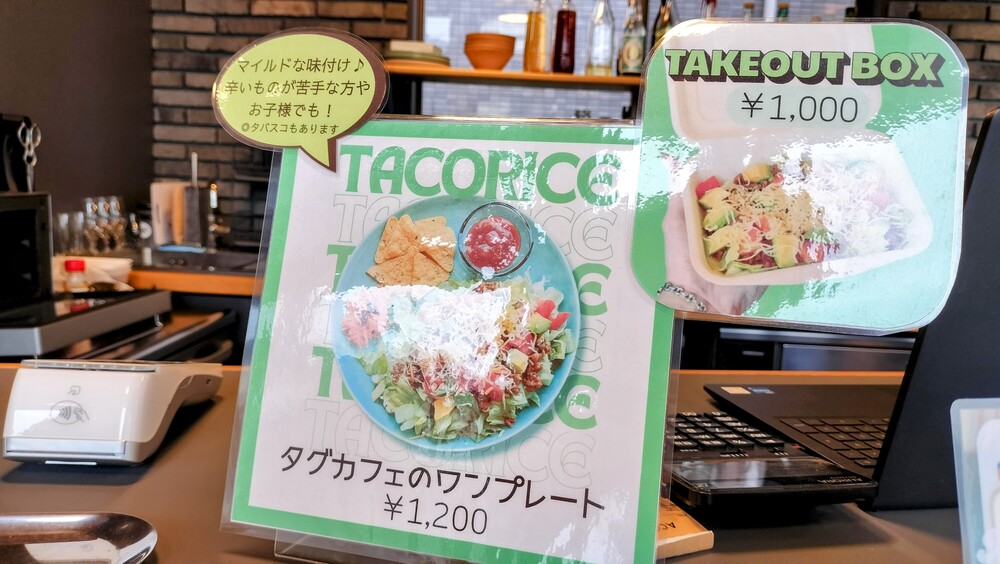 マイルドな味付け♪
辛いものが苦手な方や
お子様でも！
◎タバスコもあります
TAKEOUT BOX
￥1,000
TACORICE
タグカフェのワンプレート
￥1,200